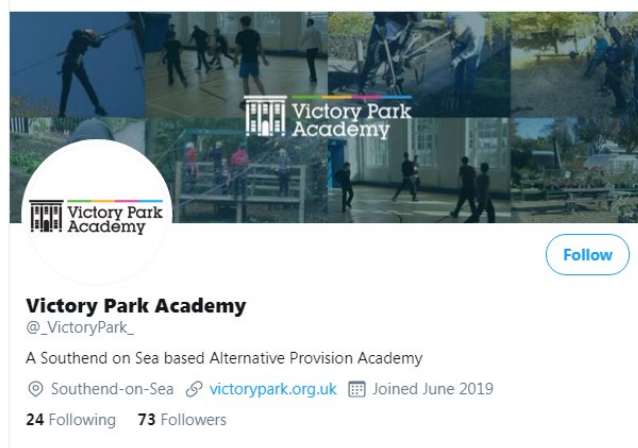 Victory Park
Academy
Victory Park
Academy
Follow
Victory Park Academy
@_VictoryPark_
A Southend on Sea based Alternative Provision Academy
Southend-on-Sea victorypark.org.uk Joined June 2019
24 Following 73 Followers